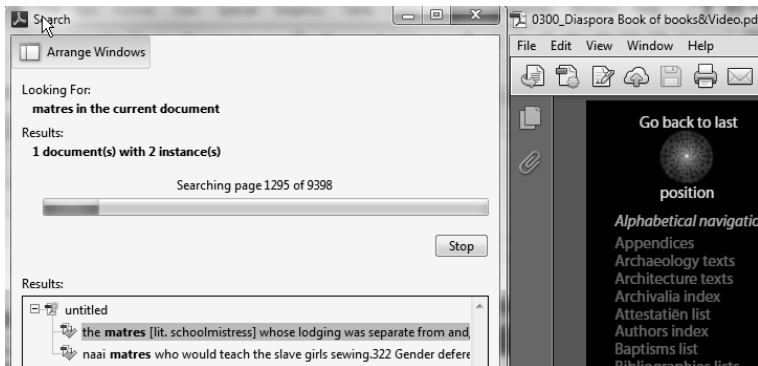 Search
Arrange Windows
Looking For:
matres in the current document
Results:
1 document(s) with 2 instance(s)
Searching page 1295 of 9398
Stop
Results:
untitled
the matres [lit. schoolmistress] whose lodging was separate from and,
naai matres who would teach the slave girls sewing.322 Gender defere
0300_Diaspora Book of books&Video.pd
File Edit View Window Help
Go back to last
position
Alphabetical navigatio
Appendices
Archaeology texts
Architecture texts
Archivalia index
Attestatiën list
Authors index
Baptisms list
Bibliographies lists